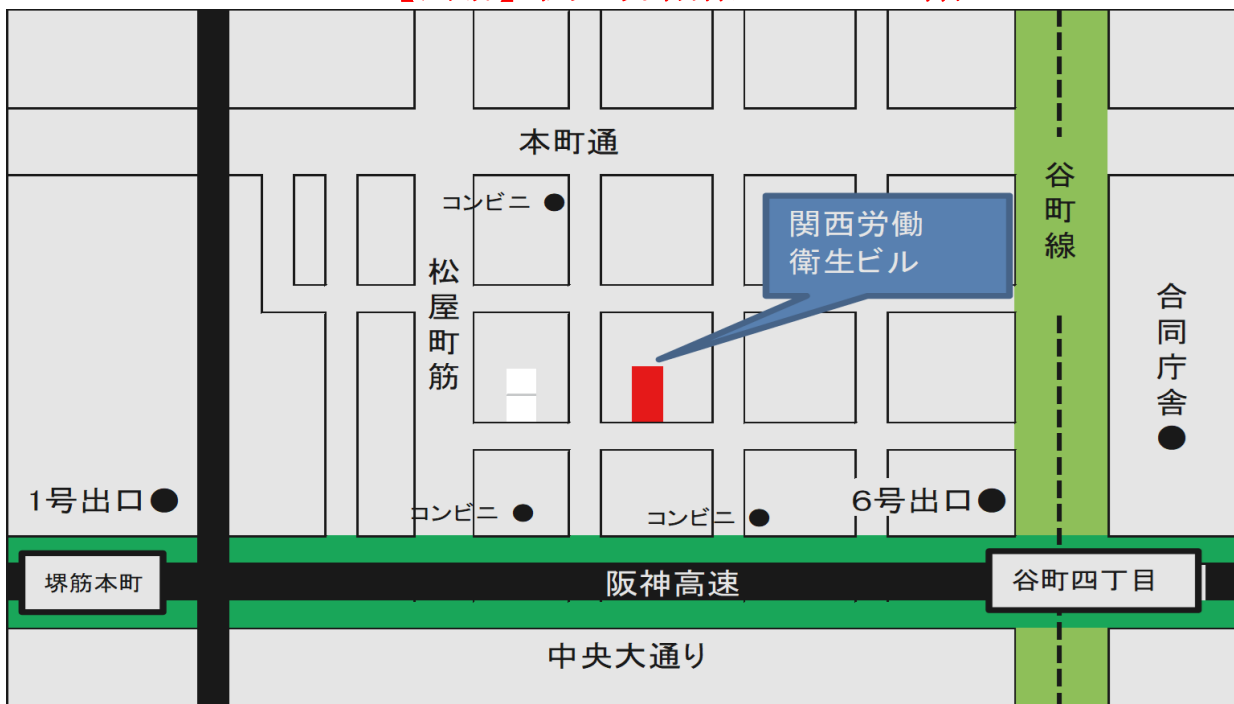 本町通
コンビニ
関西労働
衛生ビル
谷町線
松屋町筋
合同庁舎
1号出口
コンビニ
コンビニ
6号出口
堺筋本町
阪神高速
谷町四丁目
中央大通り